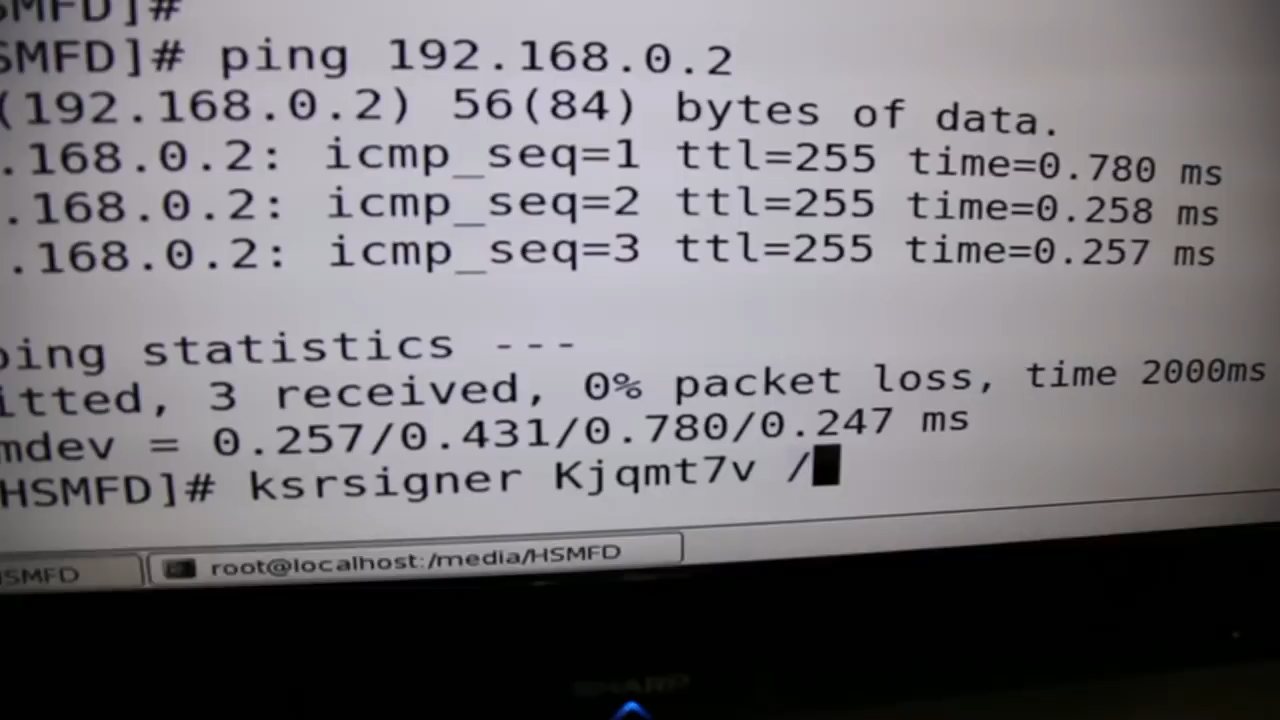 SMFD]#
SMFD]# ping 192.168.0.2
(192.168.0.2) 56(84) bytes of data.
.168.0.2: icmp_seq=1 ttl=255 time=0.780 ms
.168.0.2: icmp_seq=2 ttl=255 time=0.258 ms
.168.0.2: icmp_seq=3 ttl=255 time=0.257 ms
ping statistics ---
itted, 3 received, 0% packet loss, time 2000ms
mdev = 0.257/0.431/0.780/0.247 ms
HSMFD]# ksrsigner Kjqmt7v /
HSMFD
root@localhost:/media/HSMFD
SHARP